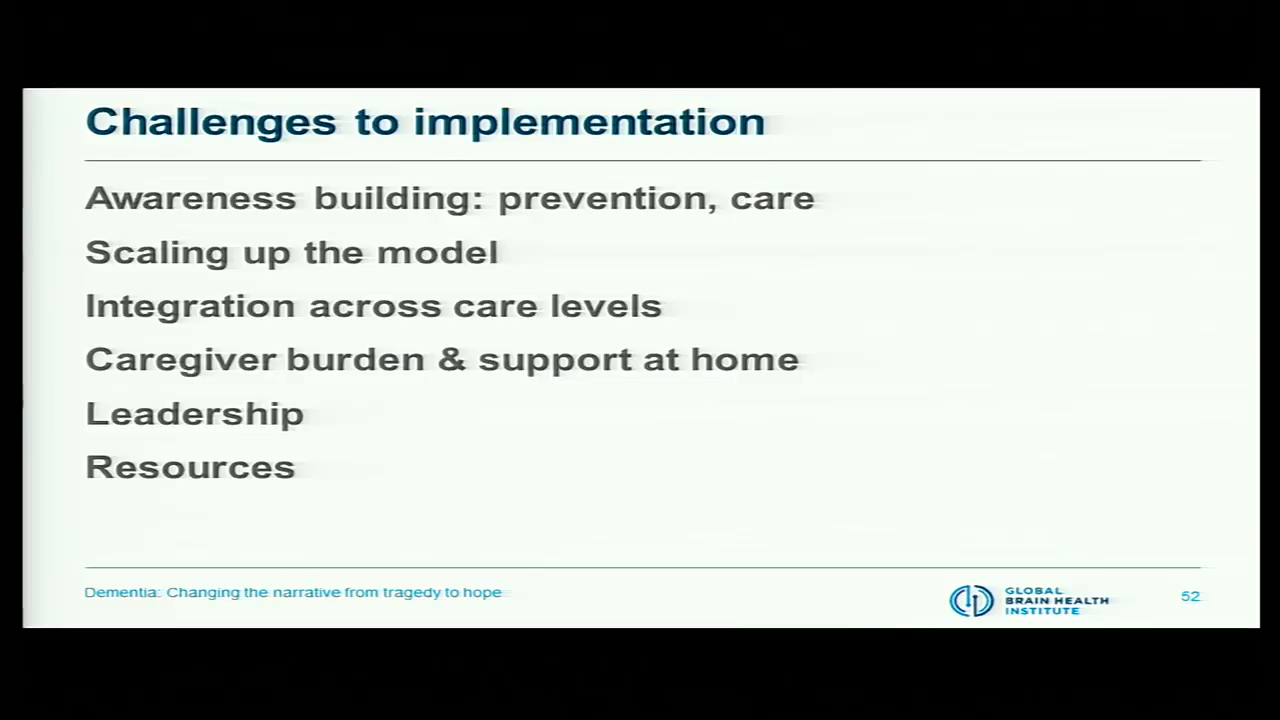 Challenges to implementation
Awareness building: prevention, care
Scaling up the model
Integration across care levels
Caregiver burden & support at home
Leadership
Resources
Dementia: Changing the narrative from tragedy to hope
GLOBAL
BRAIN HEALTH
INSTITUTE
52